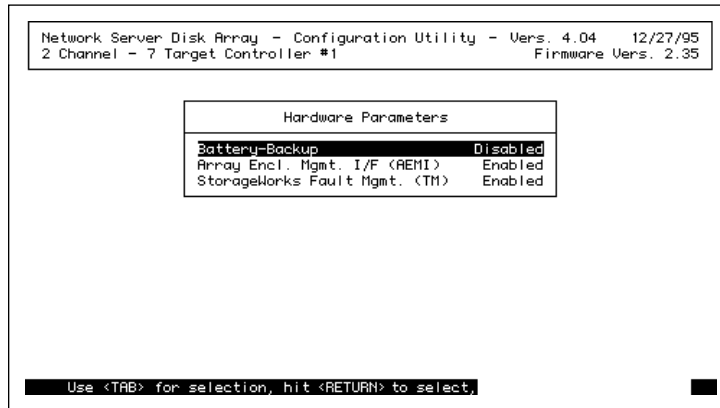 Network Server Disk Array - Configuration Utility - Vers. 4.04 12/27/95
2 Channel - 7 Target Controller #1 Firmware Vers. 2.35
Hardware Parameters
Battery-Backup Disabled
Array Encl. Mgmt. I/F (AEMI) Enabled
StorageWorks Fault Mgmt. (TM) Enabled
Use <TAB> for selection, hit <RETURN> to select,